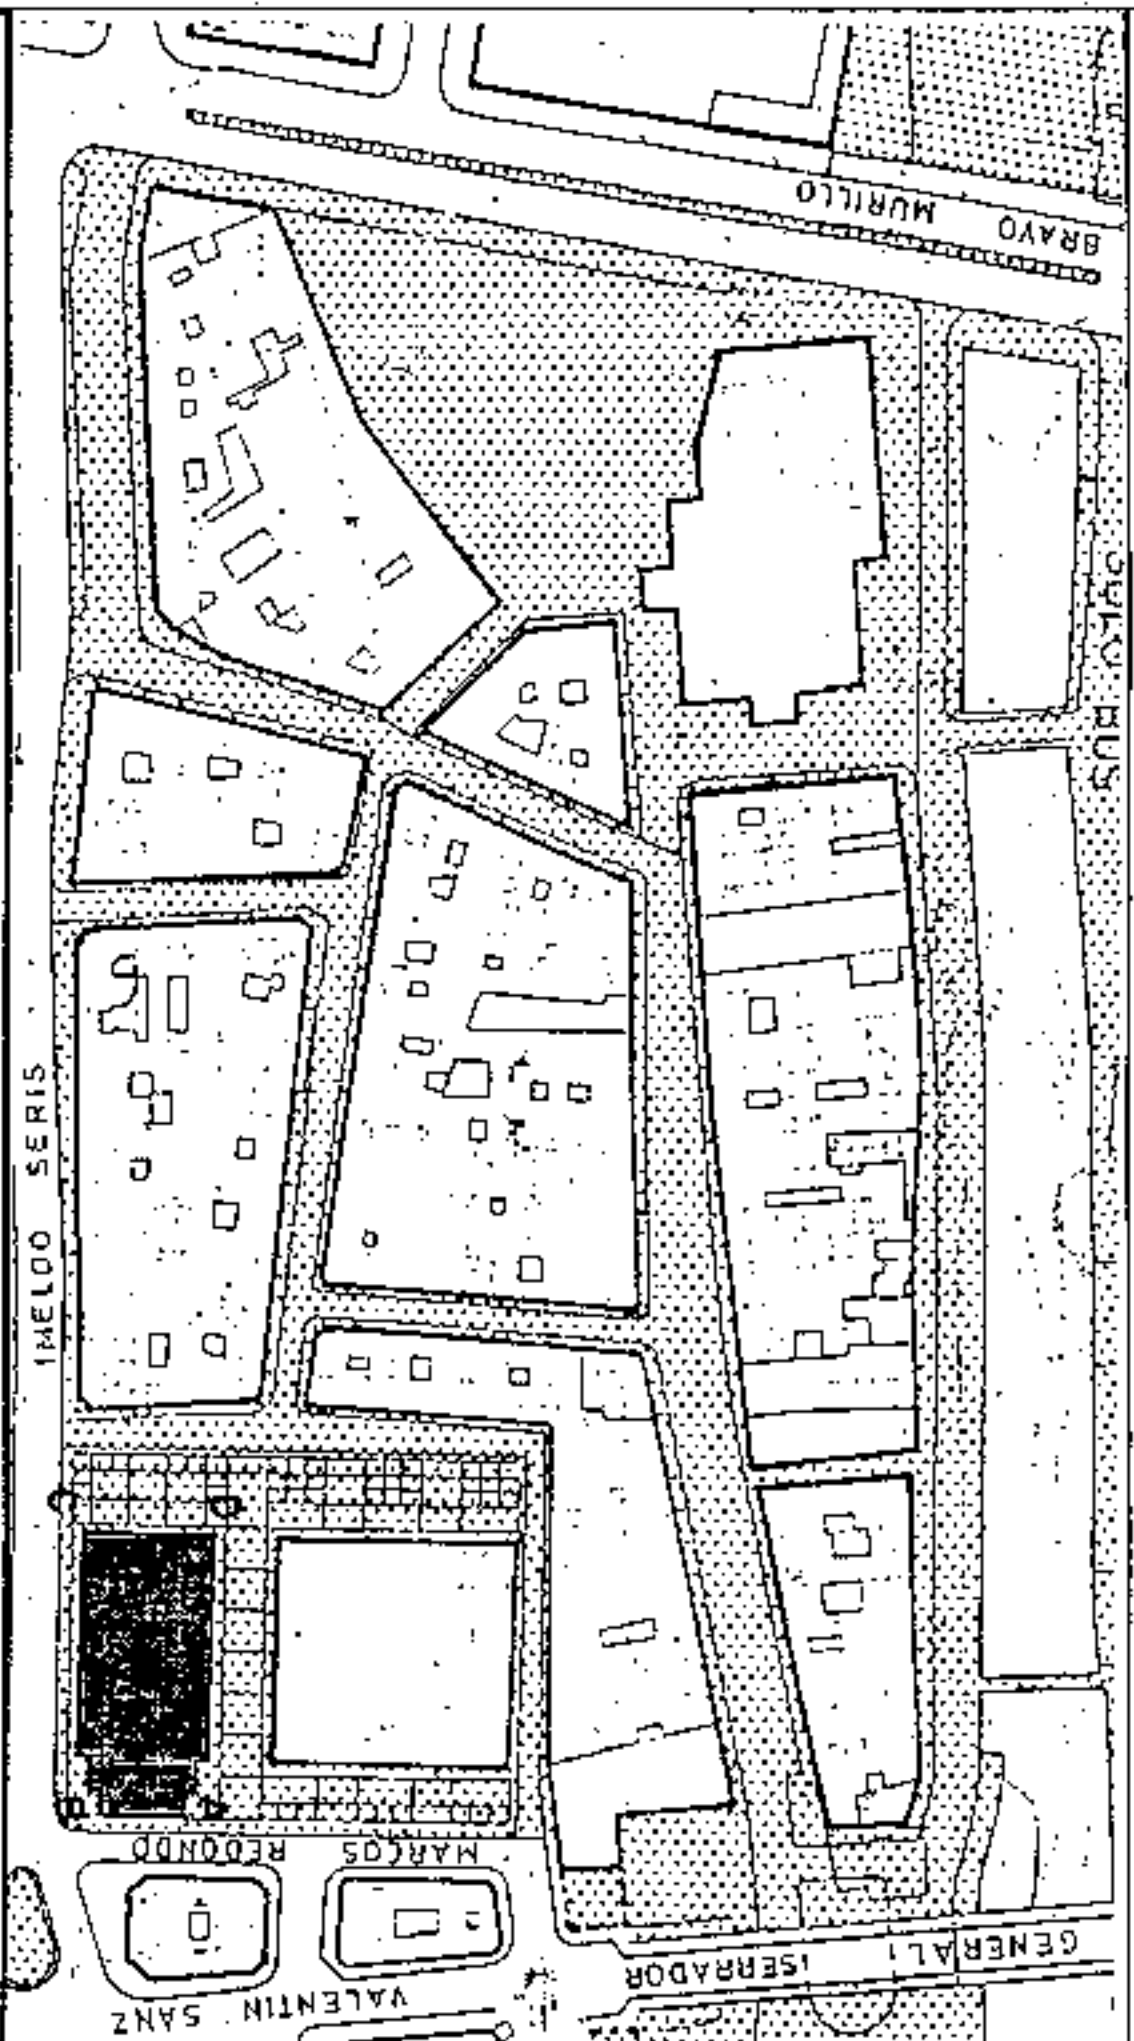 BRAVO MURILLO
IMELDO SERIS
MARCOS REDONDO
GENERAL SERRADOR
VALENTIN SANZ